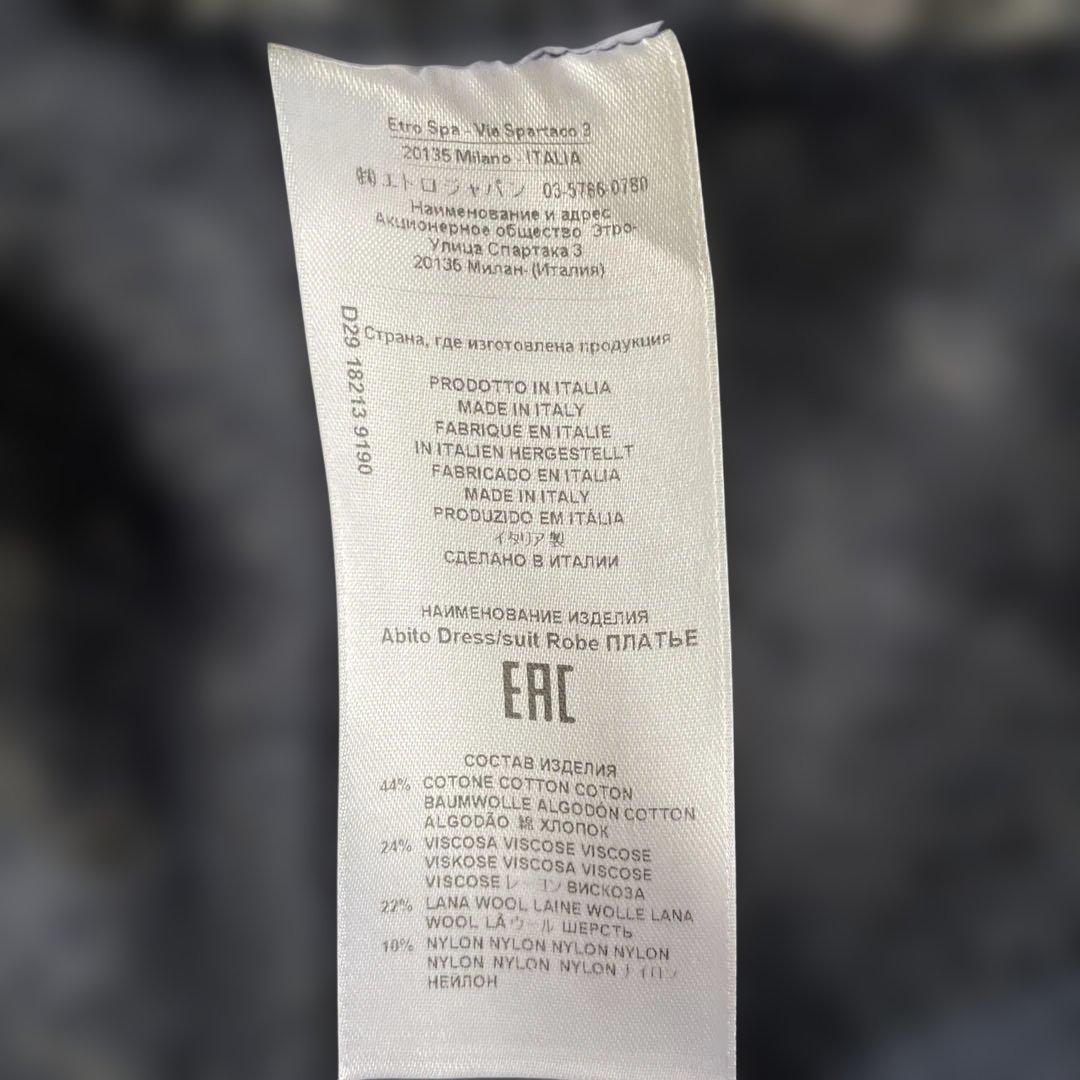 Etro Spa - Via Spartaco 3
20135 Milano - ITALIA
㈱エトロジャパン 03-5766-0780
Наименование и адрес
Акционерное общество Этро-
Улица Спартака 3
20135 Милан- (Италия)
D29 18213 9190
Страна, где изготовлена продукция
PRODOTTO IN ITALIA
MADE IN ITALY
FABRIQUE EN ITALIE
IN ITALIEN HERGESTELLT
FABRICADO EN ITALIA
MADE IN ITALY
PRODUZIDO EM ITÁLIA
イタリア製
СДЕЛАНО В ИТАЛИИ
НАИМЕНОВАНИЕ ИЗДЕЛИЯ
Abito Dress/suit Robe ПЛАТЬЕ
EAC
СОСТАВ ИЗДЕЛИЯ
44% COTONE COTTON COTON
BAUMWOLLE ALGODÓN COTTON
ALGODÃO 綿 ХЛОПОК
24% VISCOSA VISCOSE VISCOSE
VISKOSE VISCOSA VISCOSE
VISCOSE レーヨン ВИСКОЗА
22% LANA WOOL LAINE WOLLE LANA
WOOL LÃ ウール ШЕРСТЬ
10% NYLON NYLON NYLON NYLON
NYLON NYLON NYLON ナイロン
НЕЙЛОН